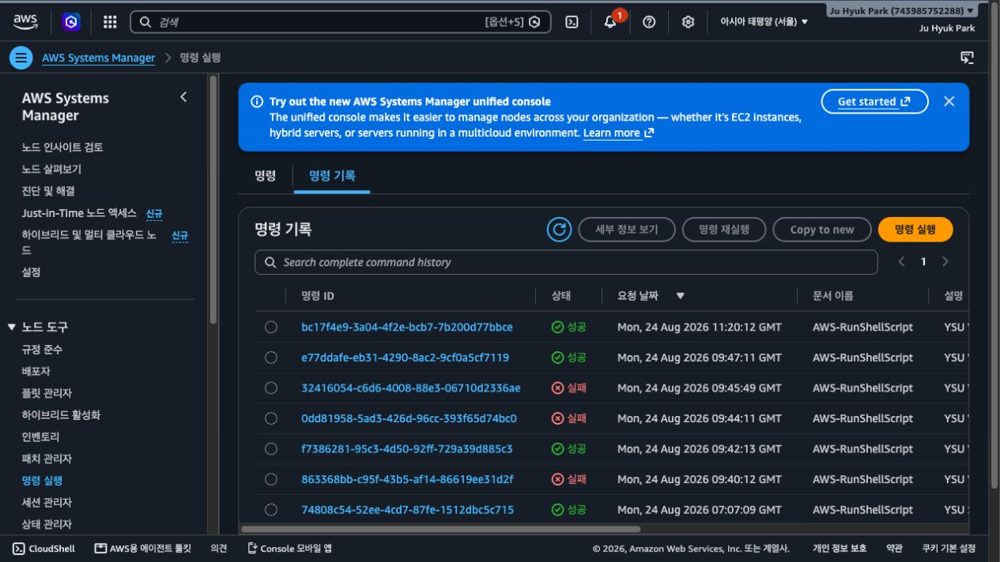 aws
검색
[옵션+S]
1
아시아 태평양 (서울) ▼
Ju Hyuk Park (743985752288) ▼
Ju Hyuk Park
AWS Systems Manager > 명령 실행
AWS Systems
Manager
노드 인사이트 검토
노드 살펴보기
진단 및 해결
Just-in-Time 노드 액세스 신규
하이브리드 및 멀티 클라우드 노 신규
드
설정
▼ 노드 도구
규정 준수
배포자
플릿 관리자
하이브리드 활성화
인벤토리
패치 관리자
명령 실행
세션 관리자
상태 관리자
Try out the new AWS Systems Manager unified console
The unified console makes it easier to manage nodes across your organization — whether it's EC2 instances,
hybrid servers, or servers running in a multicloud environment. Learn more
Get started
명령 명령 기록
명령 기록
세부 정보 보기 명령 재실행 Copy to new 명령 실행
Search complete command history
1
명령 ID 상태 요청 날짜 ▼ 문서 이름 설명
bc17f4e9-3a04-4f2e-bcb7-7b200d77bbce 성공 Mon, 24 Aug 2026 11:20:12 GMT AWS-RunShellScript YSU
e77ddafe-eb31-4290-8ac2-9cf0a5cf7119 성공 Mon, 24 Aug 2026 09:47:11 GMT AWS-RunShellScript YSU
32416054-c6d6-4008-88e3-06710d2336ae 실패 Mon, 24 Aug 2026 09:45:49 GMT AWS-RunShellScript YSU
0dd81958-5ad3-426d-96cc-393f65d74bc0 실패 Mon, 24 Aug 2026 09:44:11 GMT AWS-RunShellScript YSU
f7386281-95c3-4d50-92ff-729a39d885c3 성공 Mon, 24 Aug 2026 09:42:13 GMT AWS-RunShellScript YSU
863368bb-c95f-43b5-af14-86619ee31d2f 실패 Mon, 24 Aug 2026 09:40:12 GMT AWS-RunShellScript YSU
74808c54-52ee-4cd7-87fe-1512dbc5c715 성공 Mon, 24 Aug 2026 07:07:09 GMT AWS-RunShellScript YSU
CloudShell AWS용 에이전트 툴킷 의견 Console 모바일 앱 © 2026, Amazon Web Services, Inc. 또는 계열사. 개인 정보 보호 약관 쿠키 기본 설정